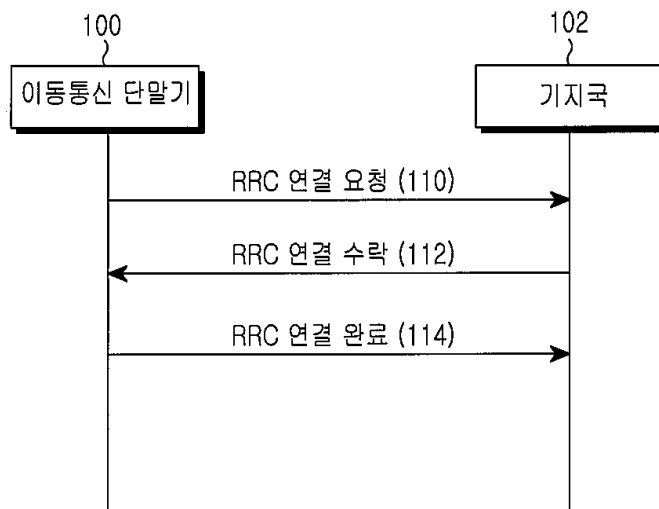 100
102
이동통신 단말기
기지국
RRC 연결 요청 (110)
RRC 연결 수락 (112)
RRC 연결 완료 (114)